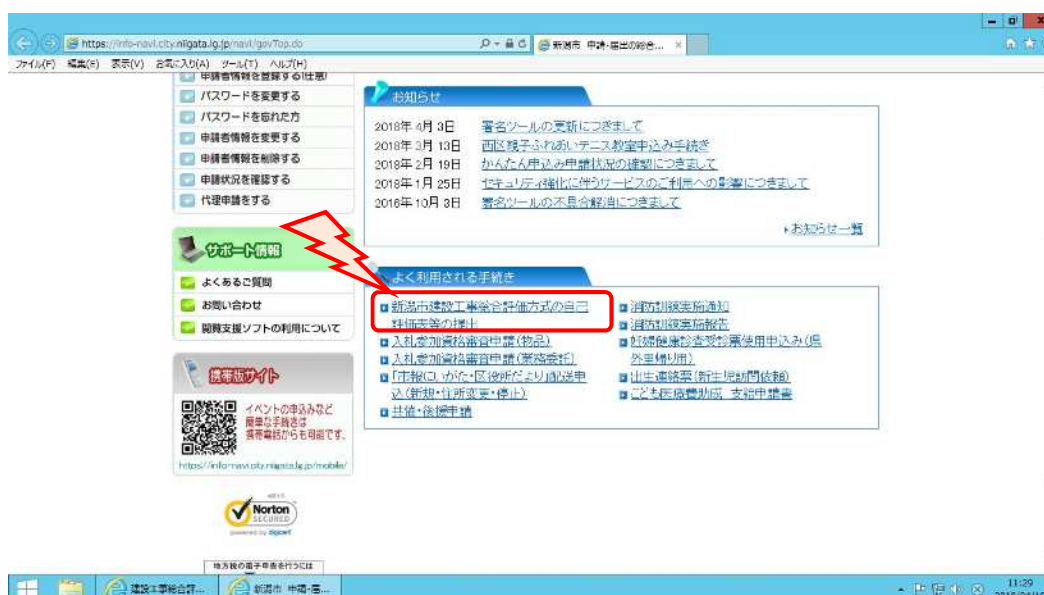 https://info-navi.city.niigata.lg.jp/navi/govTop.do
新潟市 申請・届出の総合...
ファイル(F) 編集(E) 表示(V) お気に入り(A) ツール(T) ヘルプ(H)
申請者情報を登録する(任意)
パスワードを変更する
パスワードを忘れた方
申請者情報を変更する
申請者情報を削除する
申請状況を確認する
代理申請をする
サポート情報
よくあるご質問
お問い合わせ
閲覧支援ソフトの利用について
携帯版サイト
イベントの申込みなど
簡単な手続きは
携帯電話からも可能です。
https://info-navi.city.niigata.lg.jp/mobile/
Norton
SECURED
powered by digicert
地方税の電子申告を行うには
お知らせ
2018年 4月 3日 署名ツールの更新につきまして
2018年 3月 13日 西区親子ふれあいテニス教室申込み手続き
2018年 2月 19日 かんたん申込み申請状況の確認につきまして
2018年 1月 25日 セキュリティ強化に伴うサービスのご利用への影響につきまして
2016年 10月 3日 署名ツールの不具合解消につきまして
お知らせ一覧
よく利用される手続き
新潟市建設工事総合評価方式の自己
評価表等の提出
入札参加資格審査申請(物品)
入札参加資格審査申請(業務委託)
「市報にいがた・区役所だより」配送申
込(新規・住所変更・停止)
共催・後援申請
消防訓練実施通知
消防訓練実施報告
妊婦健康診査受診票使用申込み(県
外里帰り用)
出生連絡票(新生児訪問依頼)
こども医療費助成 支給申請書
建設工事総合評...
新潟市 申請・届...
11:29